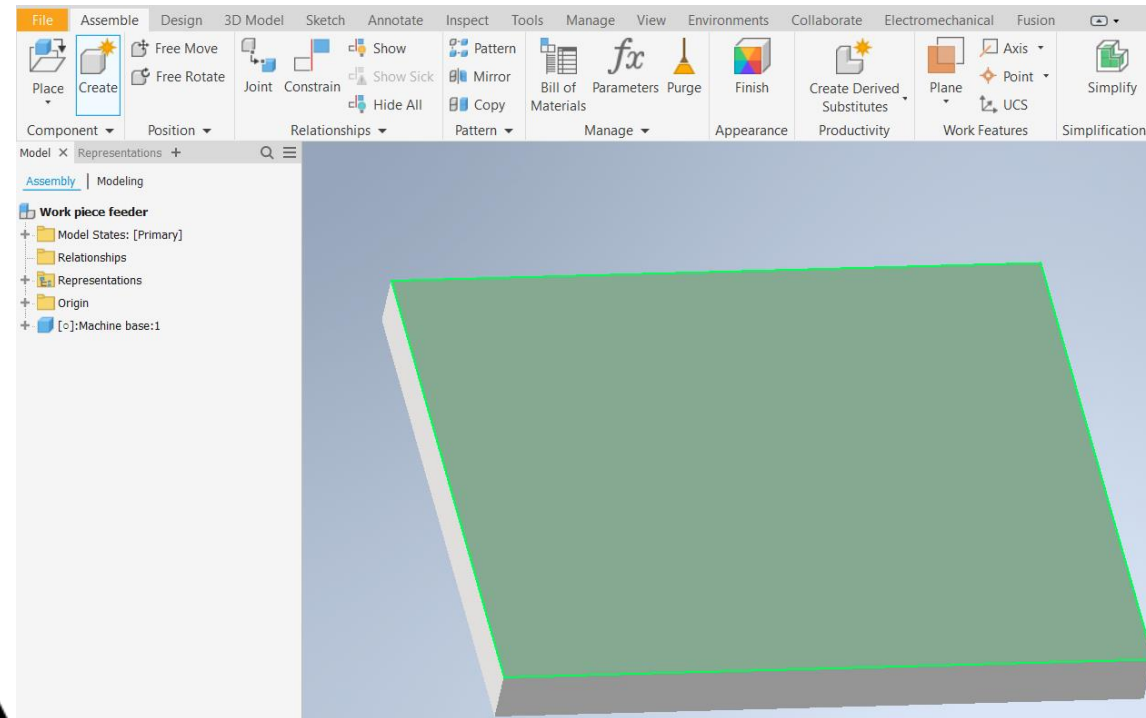 File Assemble Design 3D Model Sketch Annotate Inspect Tools Manage View Environments Collaborate Electromechanical Fusion
Place
Create
Free Move
Free Rotate
Joint
Constrain
Show
Show Sick
Hide All
Pattern
Mirror
Copy
Bill of
Materials
fx
Parameters
Purge
Finish
Create Derived
Substitutes
Plane
Axis
Point
UCS
Simplify
Component Position Relationships Pattern Manage Appearance Productivity Work Features Simplification
Model X Representations +
Assembly | Modeling
Work piece feeder
Model States: [Primary]
Relationships
Representations
Origin
[○]:Machine base:1